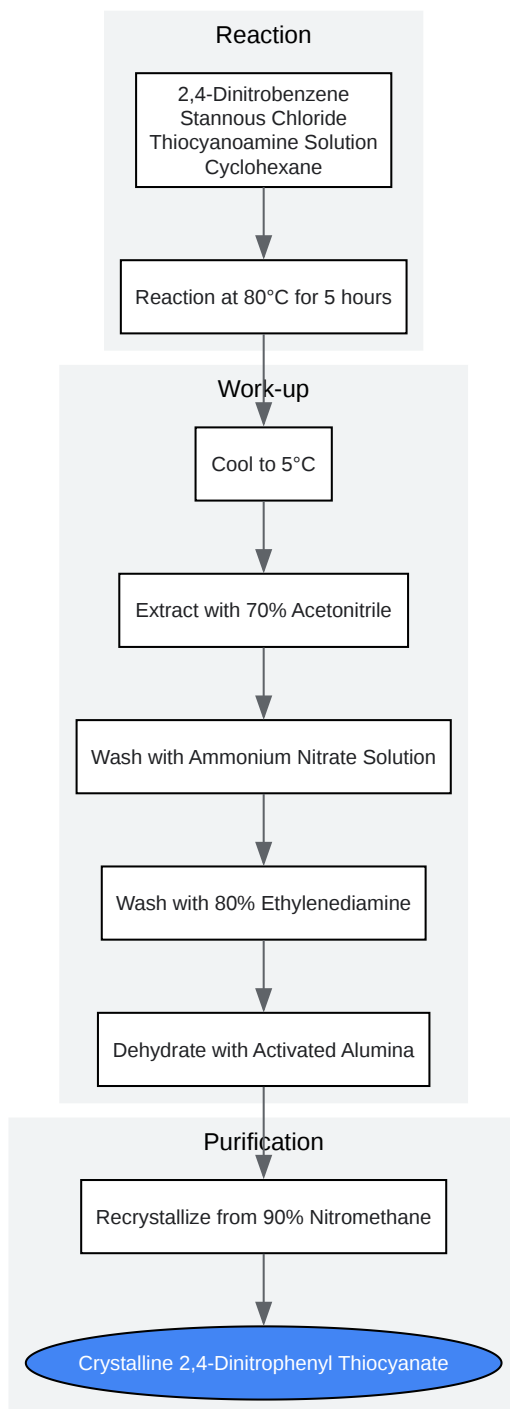 Reaction
2,4-Dinitrobenzene
Stannous Chloride
Thiocyanoamine Solution
Cyclohexane
Reaction at 80°C for 5 hours
Work-up
Cool to 5°C
Extract with 70% Acetonitrile
Wash with Ammonium Nitrate Solution
Wash with 80% Ethylenediamine
Dehydrate with Activated Alumina
Purification
Recrystallize from 90% Nitromethane
Crystalline 2,4-Dinitrophenyl Thiocyanate